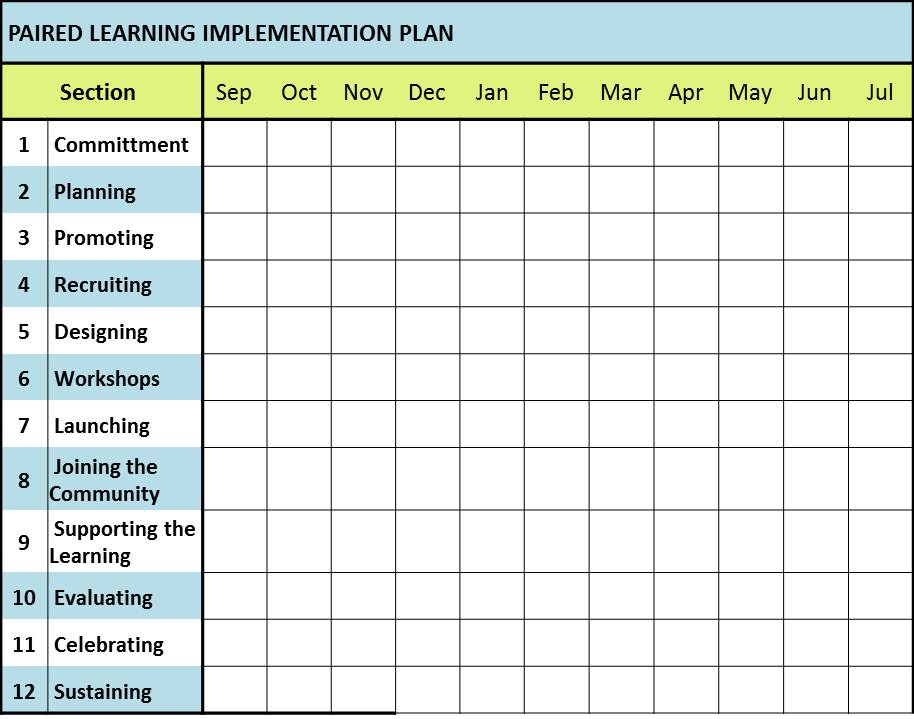 PAIRED LEARNING IMPLEMENTATION PLAN
Section Sep Oct Nov Dec Jan Feb Mar Apr May Jun Jul
1 Committment
2 Planning
3 Promoting
4 Recruiting
5 Designing
6 Workshops
7 Launching
8 Joining the
Community
9 Supporting the
Learning
10 Evaluating
11 Celebrating
12 Sustaining